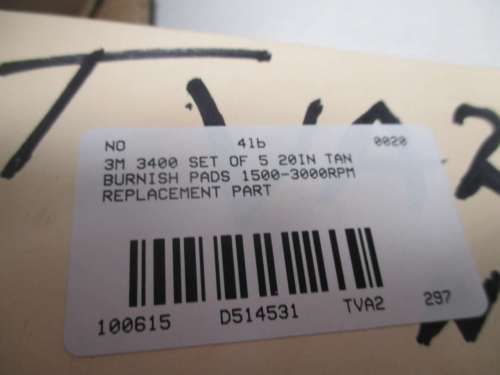 TVA2
NO 41b 0020
3M 3400 SET OF 5 20IN TAN
BURNISH PADS 1500-3000RPM
REPLACEMENT PART
100615 D514531 TVA2 297